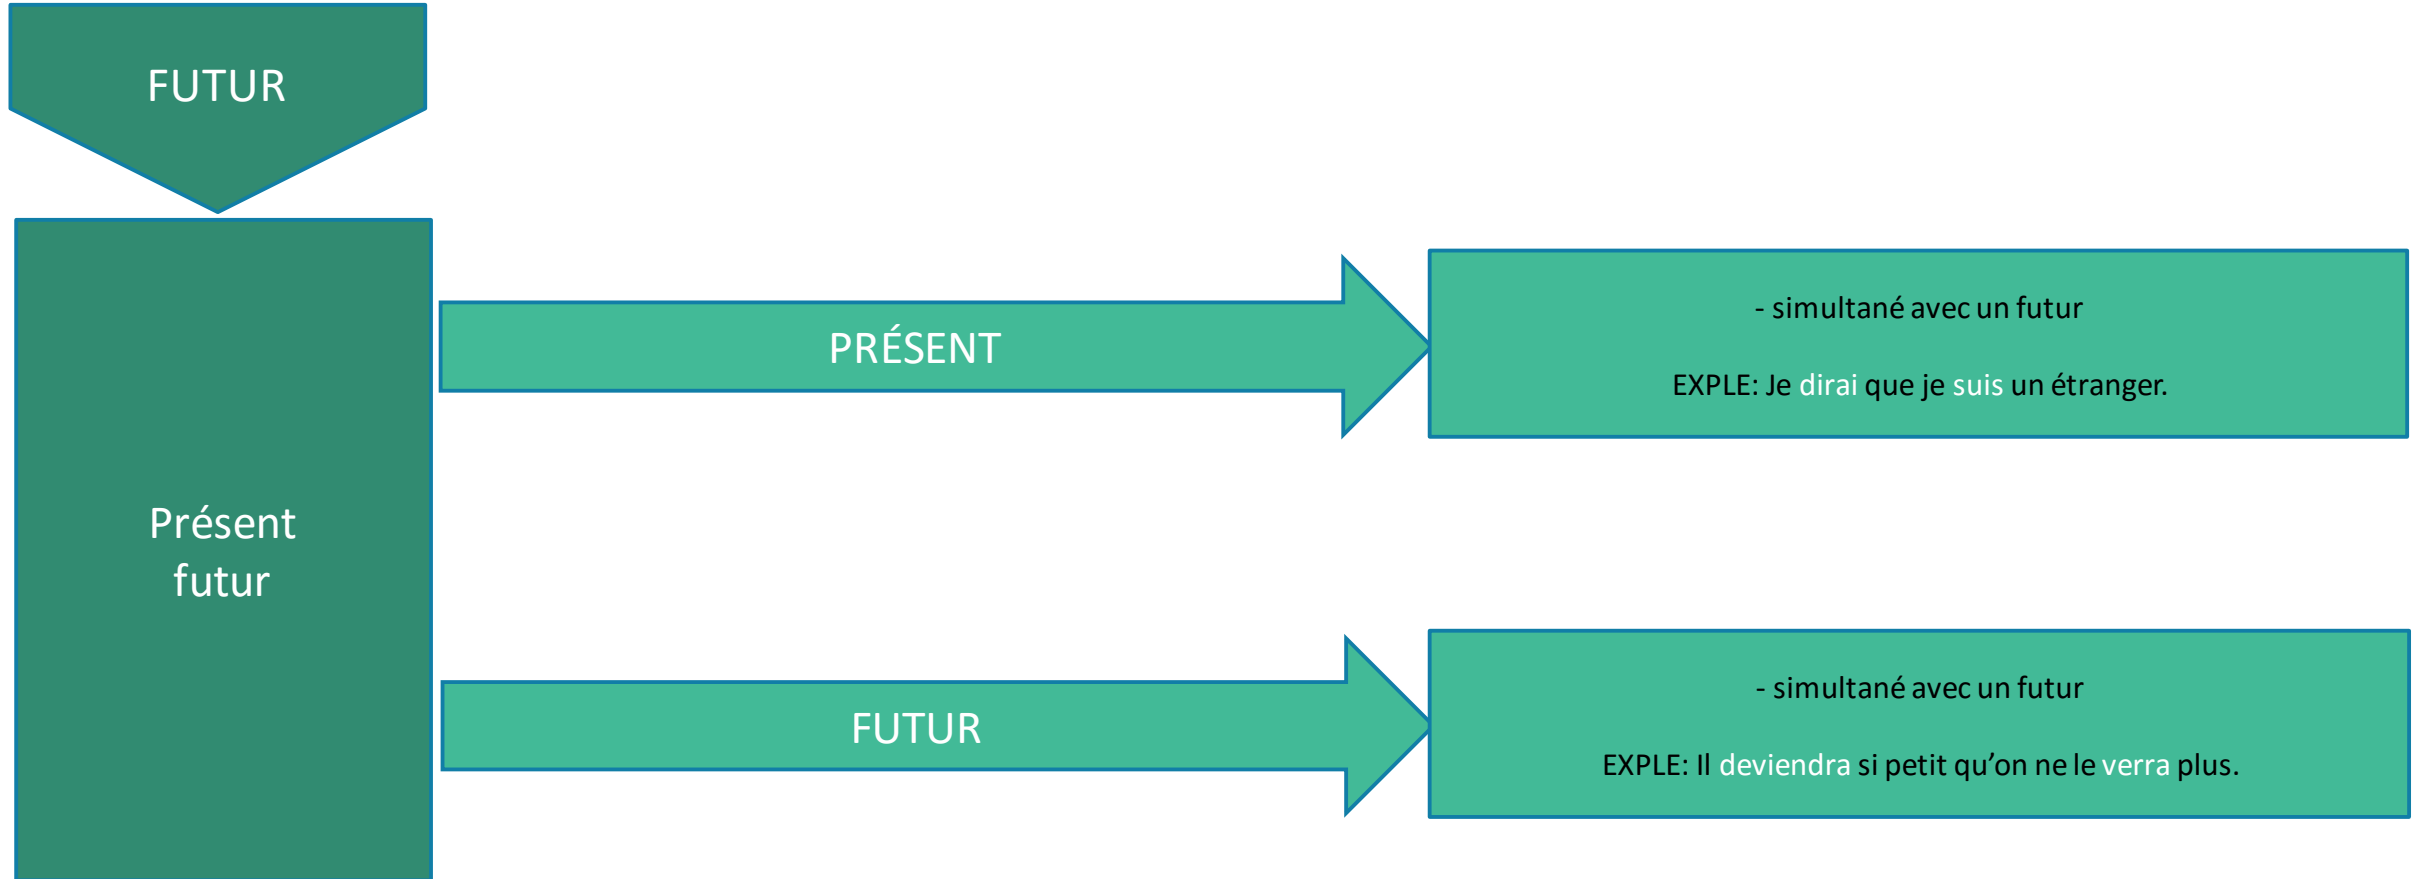 FUTUR
Présent
futur
PRÉSENT
- simultané avec un futur
EXPLE: Je dirai que je suis un étranger.
FUTUR
- simultané avec un futur
EXPLE: Il deviendra si petit qu’on ne le verra plus.